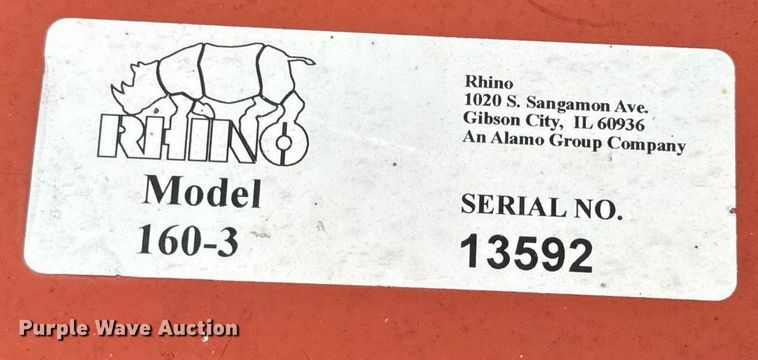 RHINO
Model
160-3
Rhino
1020 S. Sangamon Ave.
Gibson City, IL 60936
An Alamo Group Company
SERIAL NO.
13592
Purple Wave Auction